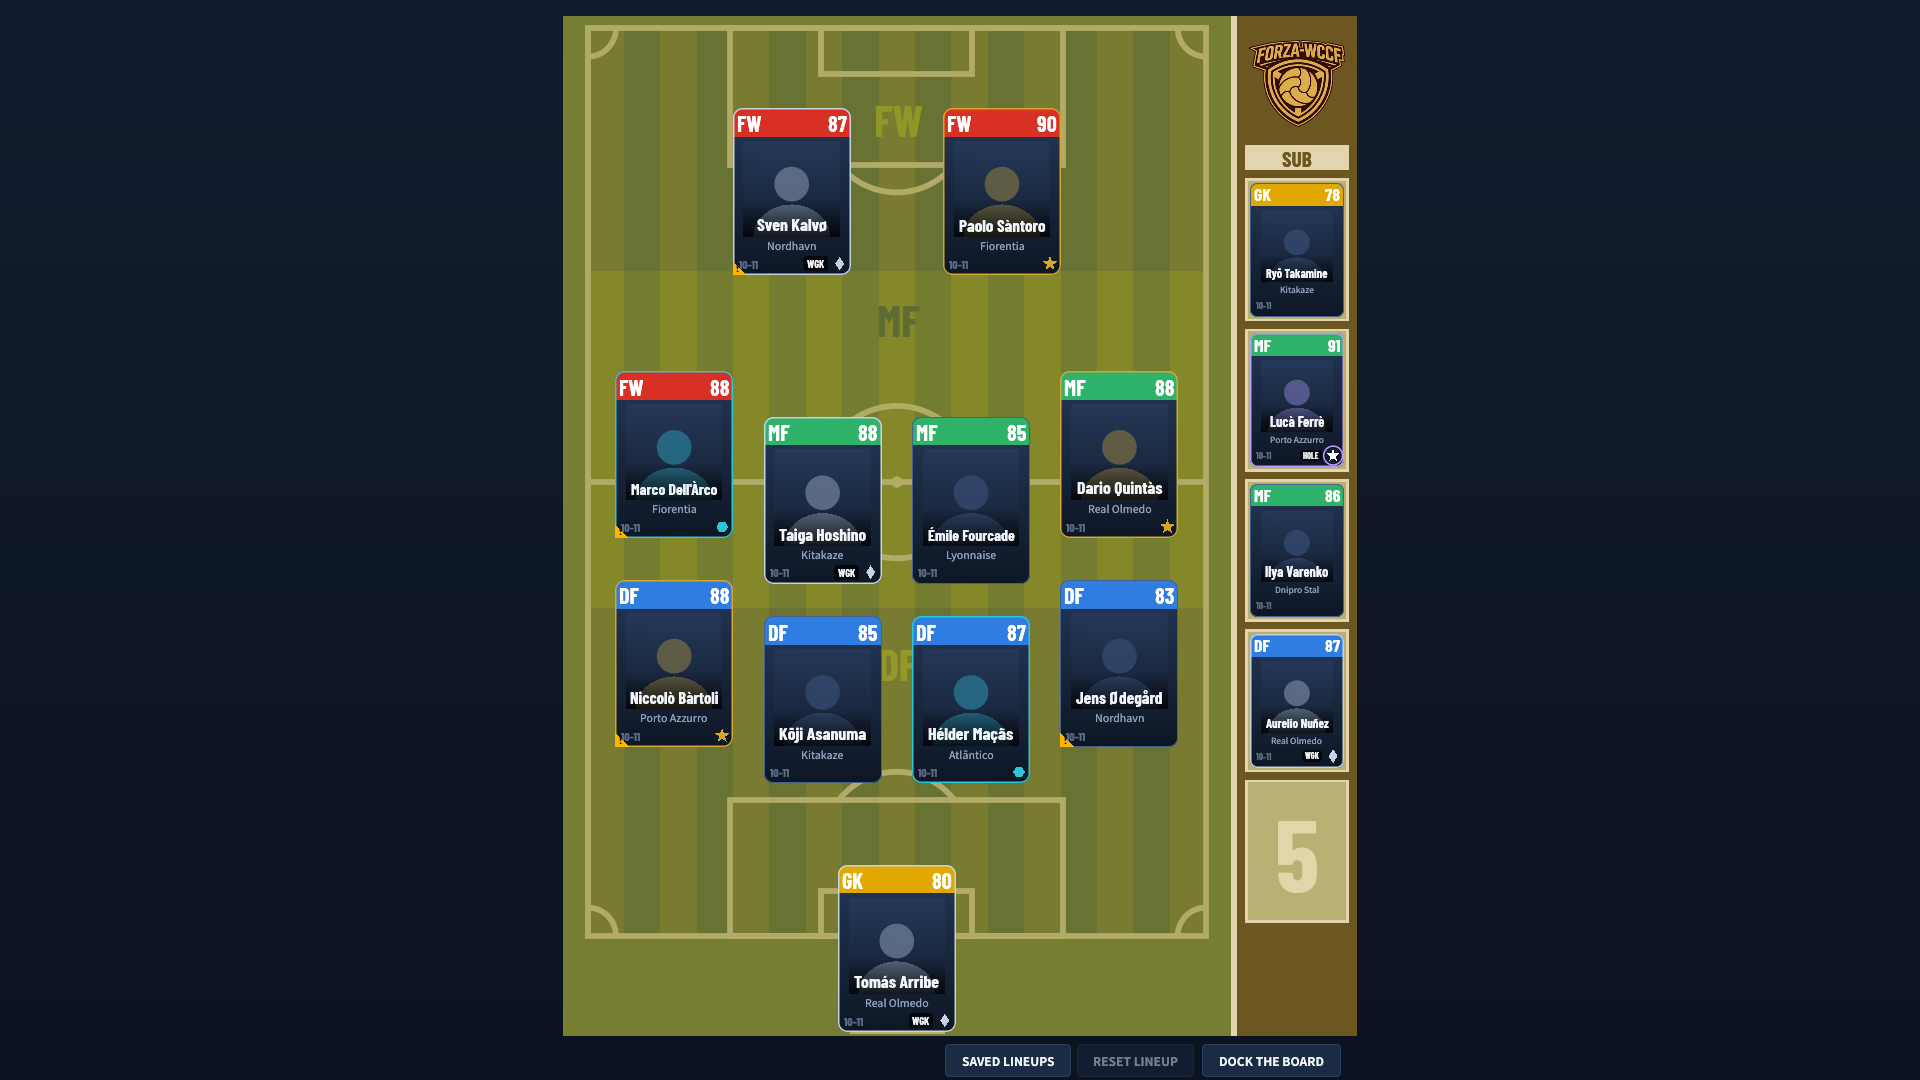 FORZA-WCCF
SUB
FW
FW 87
Sven Kalvø
Nordhavn
10-11 WGK
FW 90
Paolo Sàntoro
Fiorentia
10-11
MF
FW 88
Marco Dell'Àrco
Fiorentia
10-11
MF 88
Taiga Hoshino
Kitakaze
10-11 WGK
MF 85
Émile Fourcade
Lyonnaise
10-11
MF 88
Dario Quintàs
Real Olmedo
10-11
DF
DF 88
Niccolò Bàrtoli
Porto Azzurro
10-11
DF 85
Kōji Asanuma
Kitakaze
10-11
DF 87
Hélder Maçãs
Atlântico
10-11
DF 83
Jens Ødegård
Nordhavn
10-11
GK 80
Tomás Arribe
Real Olmedo
10-11 WGK
GK 78
Ryō Takamine
Kitakaze
10-11
MF 91
Lucà Ferrè
Porto Azzurro
10-11 HOLE
MF 86
Ilya Varenko
Dnipro Stal
10-11
DF 87
Aurelio Nuñez
Real Olmedo
10-11 WGK
5
SAVED LINEUPS
RESET LINEUP
DOCK THE BOARD